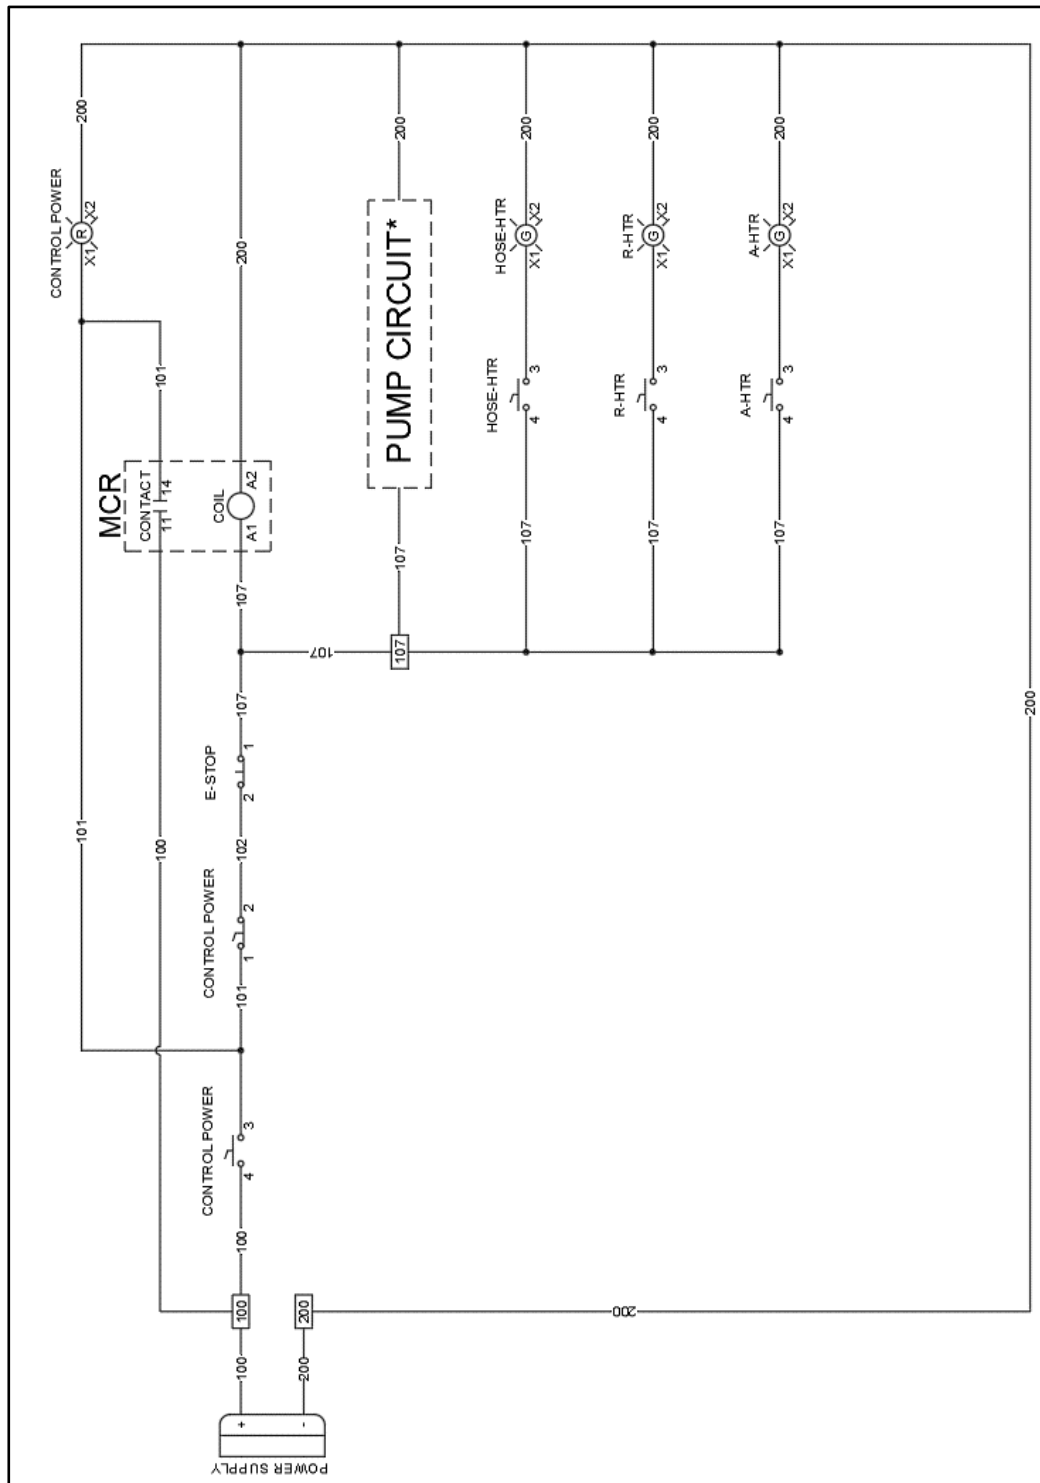 POWER SUPPLY
+
-
100
200
100
200
100
200
200
CONTROL POWER
4
3
101
CONTROL POWER
1
2
102
E-STOP
2
1
107
107
107
100
101
MCR
CONTACT
11
14
101
COIL
A1
A2
107
200
CONTROL POWER
R
X1
X2
200
107
PUMP CIRCUIT*
200
107
HOSE-HTR
4
3
HOSE-HTR
G
X1
X2
200
107
R-HTR
4
3
R-HTR
G
X1
X2
200
107
A-HTR
4
3
A-HTR
G
X1
X2
200